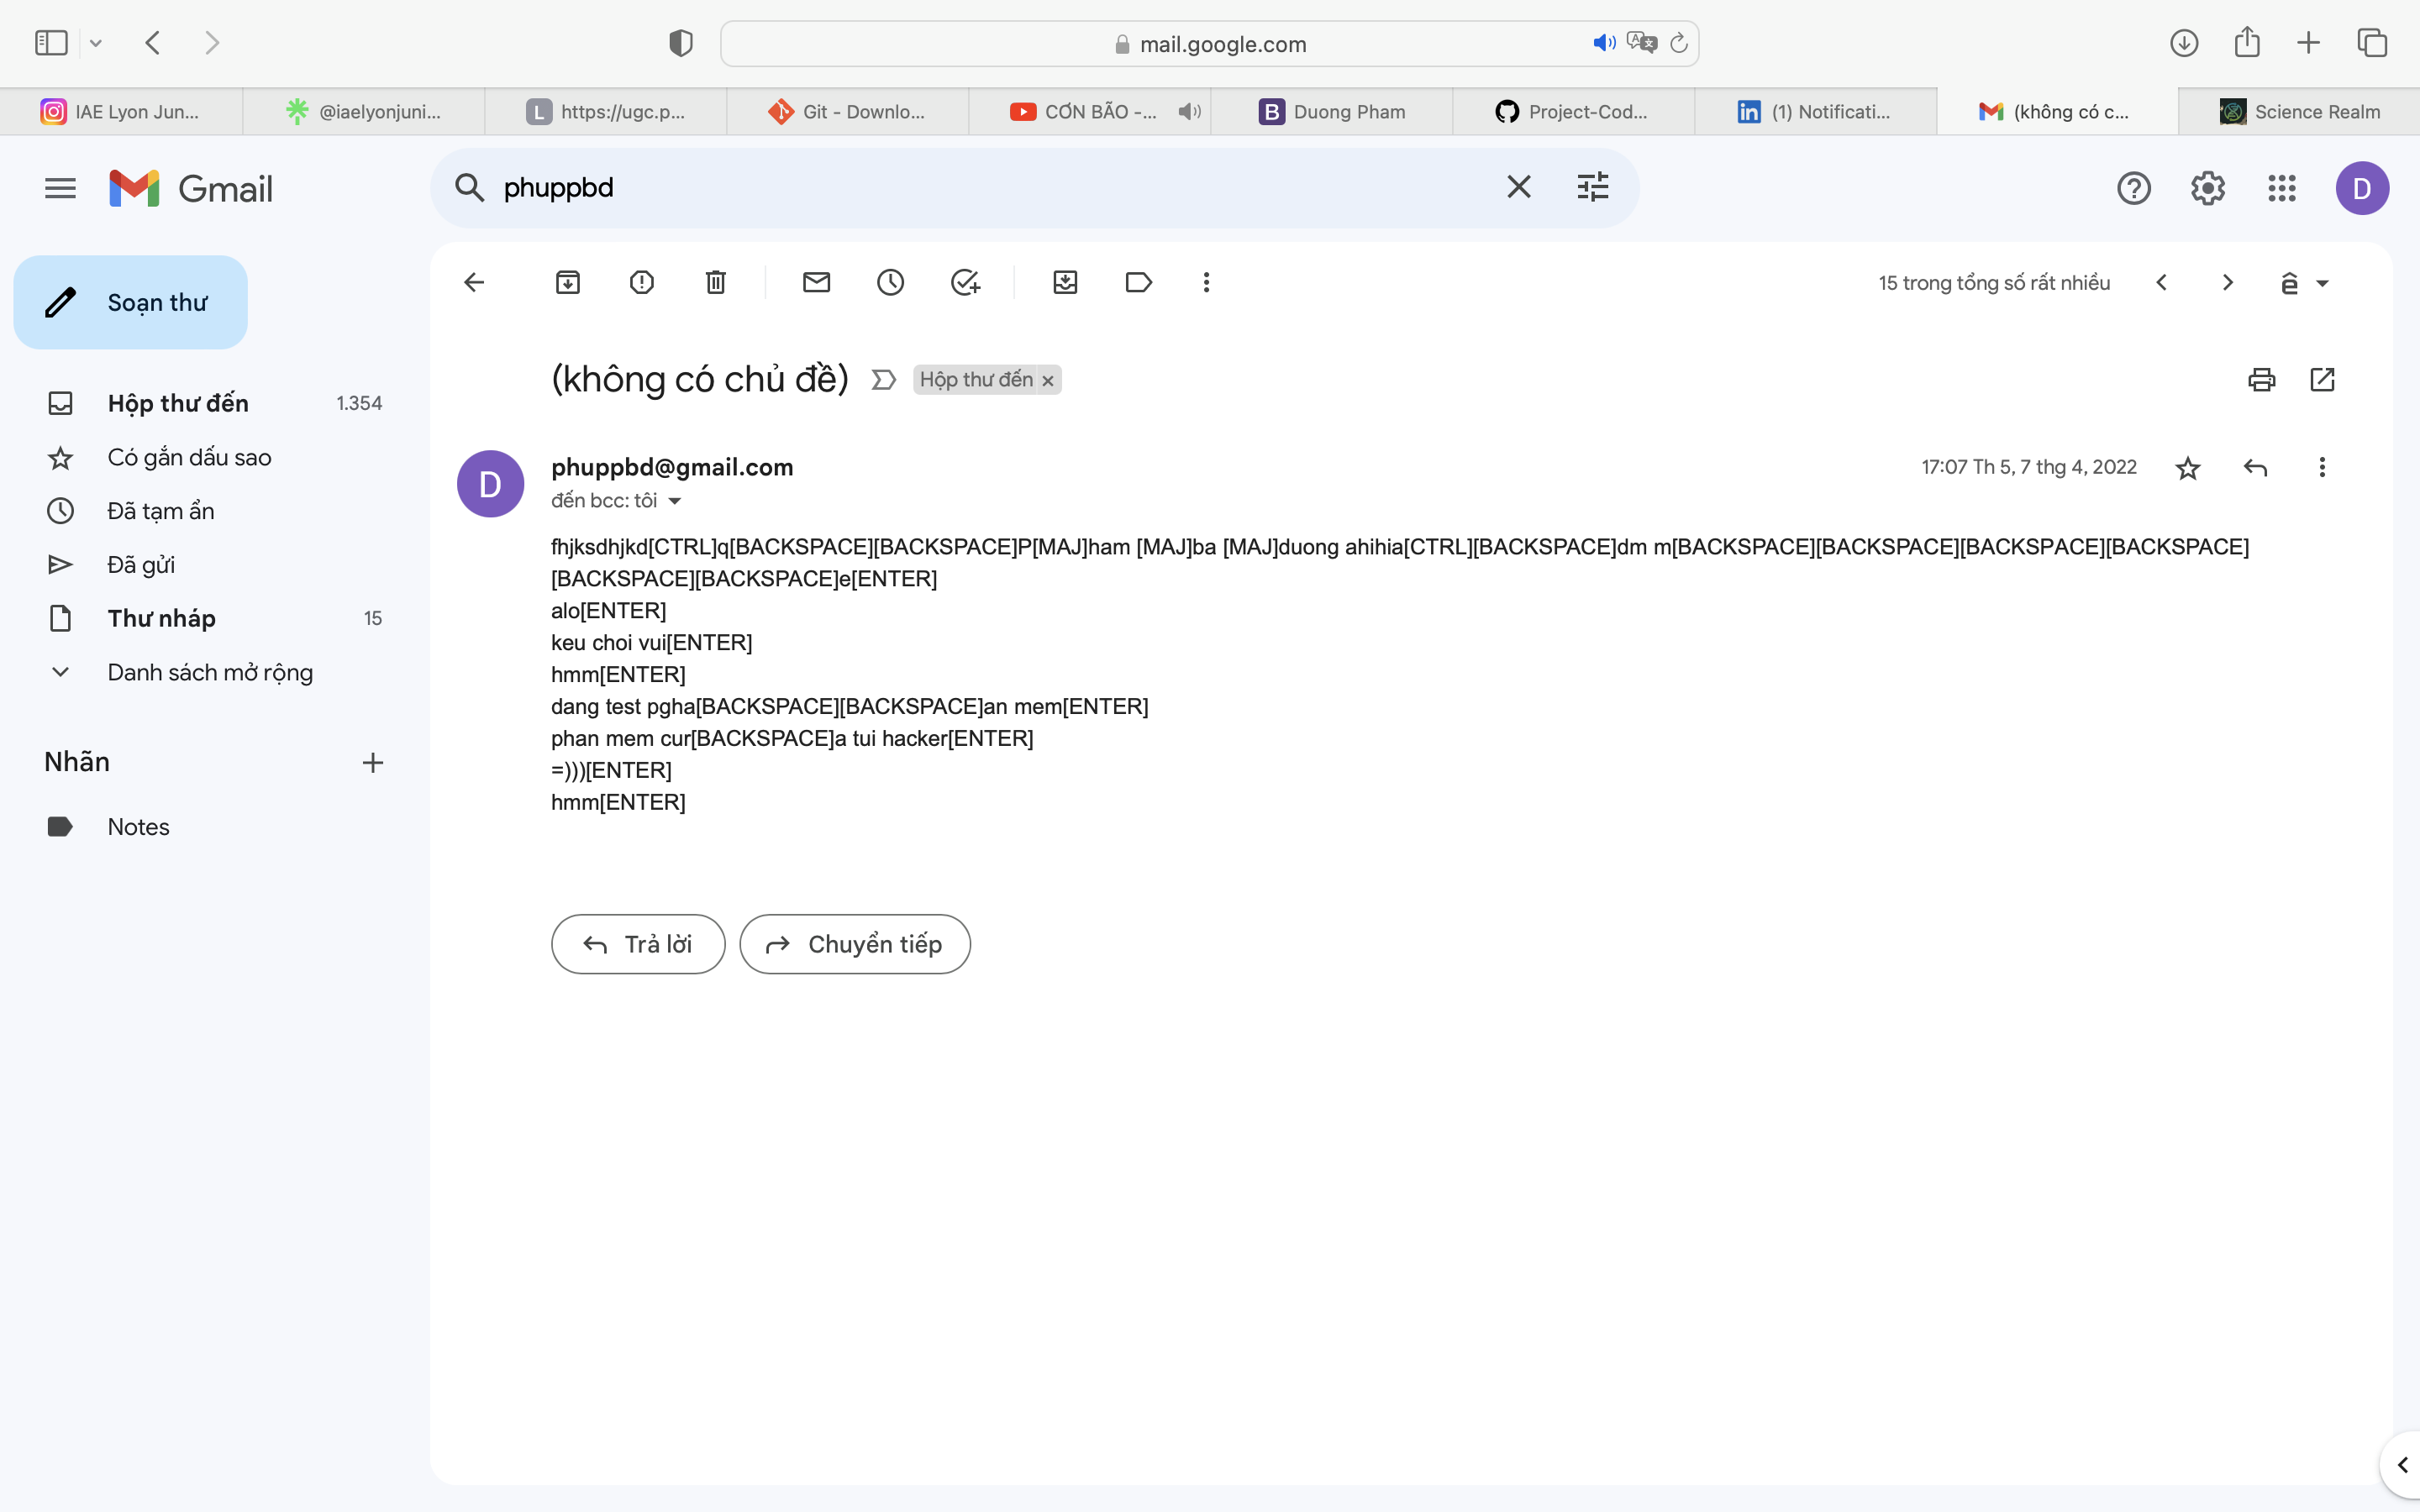 mail.google.com
IAE Lyon Jun...
@iaelyonjuni...
L https://ugc.p...
Git - Downlo...
CƠN BÃO -...
B Duong Pham
Project-Cod...
in (1) Notificati...
(không có c...
Science Realm
Gmail
phuppbd
D
Soạn thư
15 trong tổng số rất nhiều
ê
Hộp thư đến 1.354
Có gắn dấu sao
Đã tạm ẩn
Đã gửi
Thư nháp 15
Danh sách mở rộng
Nhãn
Notes
(không có chủ đề) Hộp thư đến ×
D
phuppbd@gmail.com 17:07 Th 5, 7 thg 4, 2022
đến bcc: tôi
fhjksdhjkd[CTRL]q[BACKSPACE][BACKSPACE]P[MAJ]ham [MAJ]ba [MAJ]duong ahihia[CTRL][BACKSPACE]dm m[BACKSPACE][BACKSPACE][BACKSPACE][BACKSPACE]
[BACKSPACE][BACKSPACE]e[ENTER]
alo[ENTER]
keu choi vui[ENTER]
hmm[ENTER]
dang test pgha[BACKSPACE][BACKSPACE]an mem[ENTER]
phan mem cur[BACKSPACE]a tui hacker[ENTER]
=)))[ENTER]
hmm[ENTER]
Trả lời
Chuyển tiếp